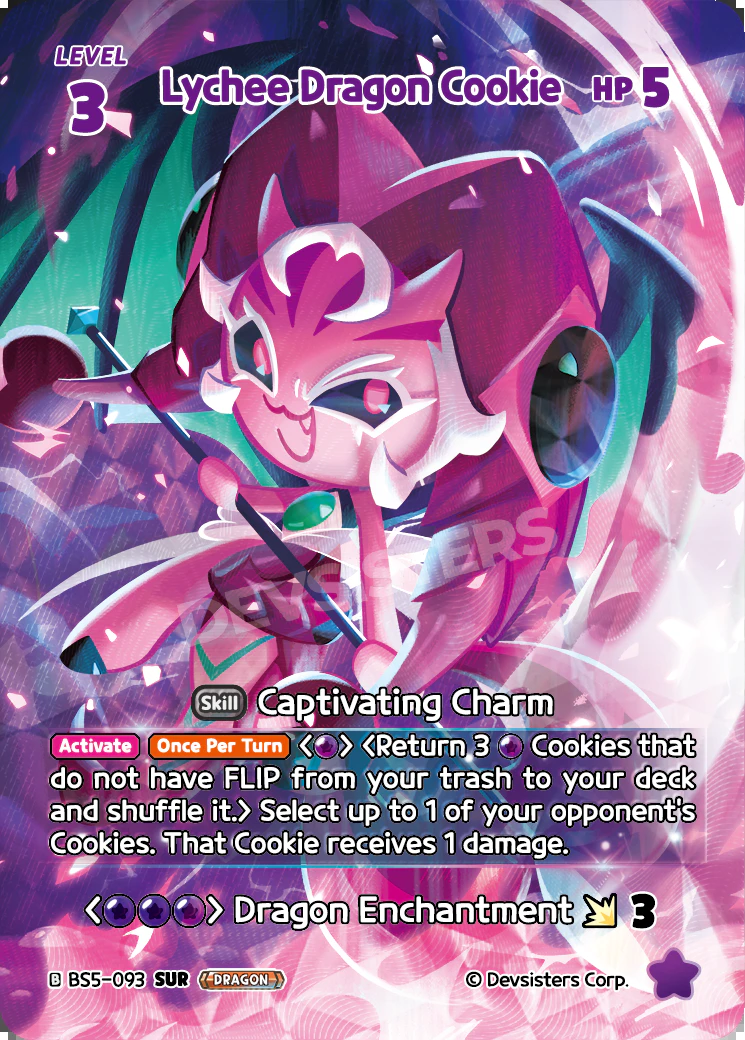 LEVEL
3
Lychee Dragon Cookie HP 5
DEVSISTERS
Skill Captivating Charm
Activate Once Per Turn < > <Return 3 Cookies that
do not have FLIP from your trash to your deck
and shuffle it.> Select up to 1 of your opponent's
Cookies. That Cookie receives 1 damage.
< > Dragon Enchantment 3
B BS5-093 SUR DRAGON © Devsisters Corp.